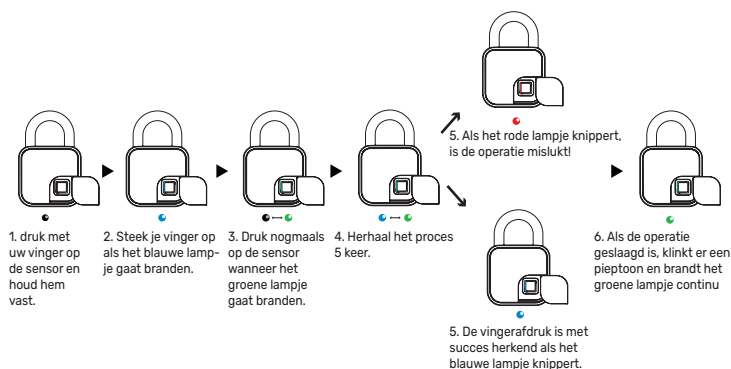 1. druk met
uw vinger op
de sensor en
houd hem
vast.
2. Steek je vinger op
als het blauwe lamp-
je gaat branden.
3. Druk nogmaals
op de sensor
wanneer het
groene lampje
gaat branden.
4. Herhaal het proces
5 keer.
5. Als het rode lampje knippert,
is de operatie mislukt!
5. De vingerafdruk is met
succes herkend als het
blauwe lampje knippert.
6. Als de operatie
geslaagd is, klinkt er een
pieptoon en brandt het
groene lampje continu